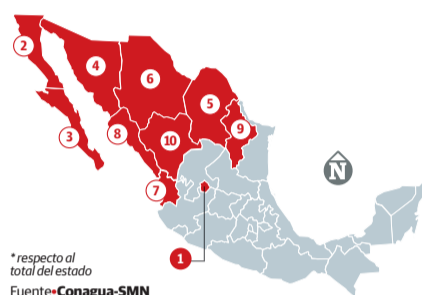 2
4
6
5
3
8
10
9
7
N
1
* respecto al
total del estado
Fuente•Conagua-SMN